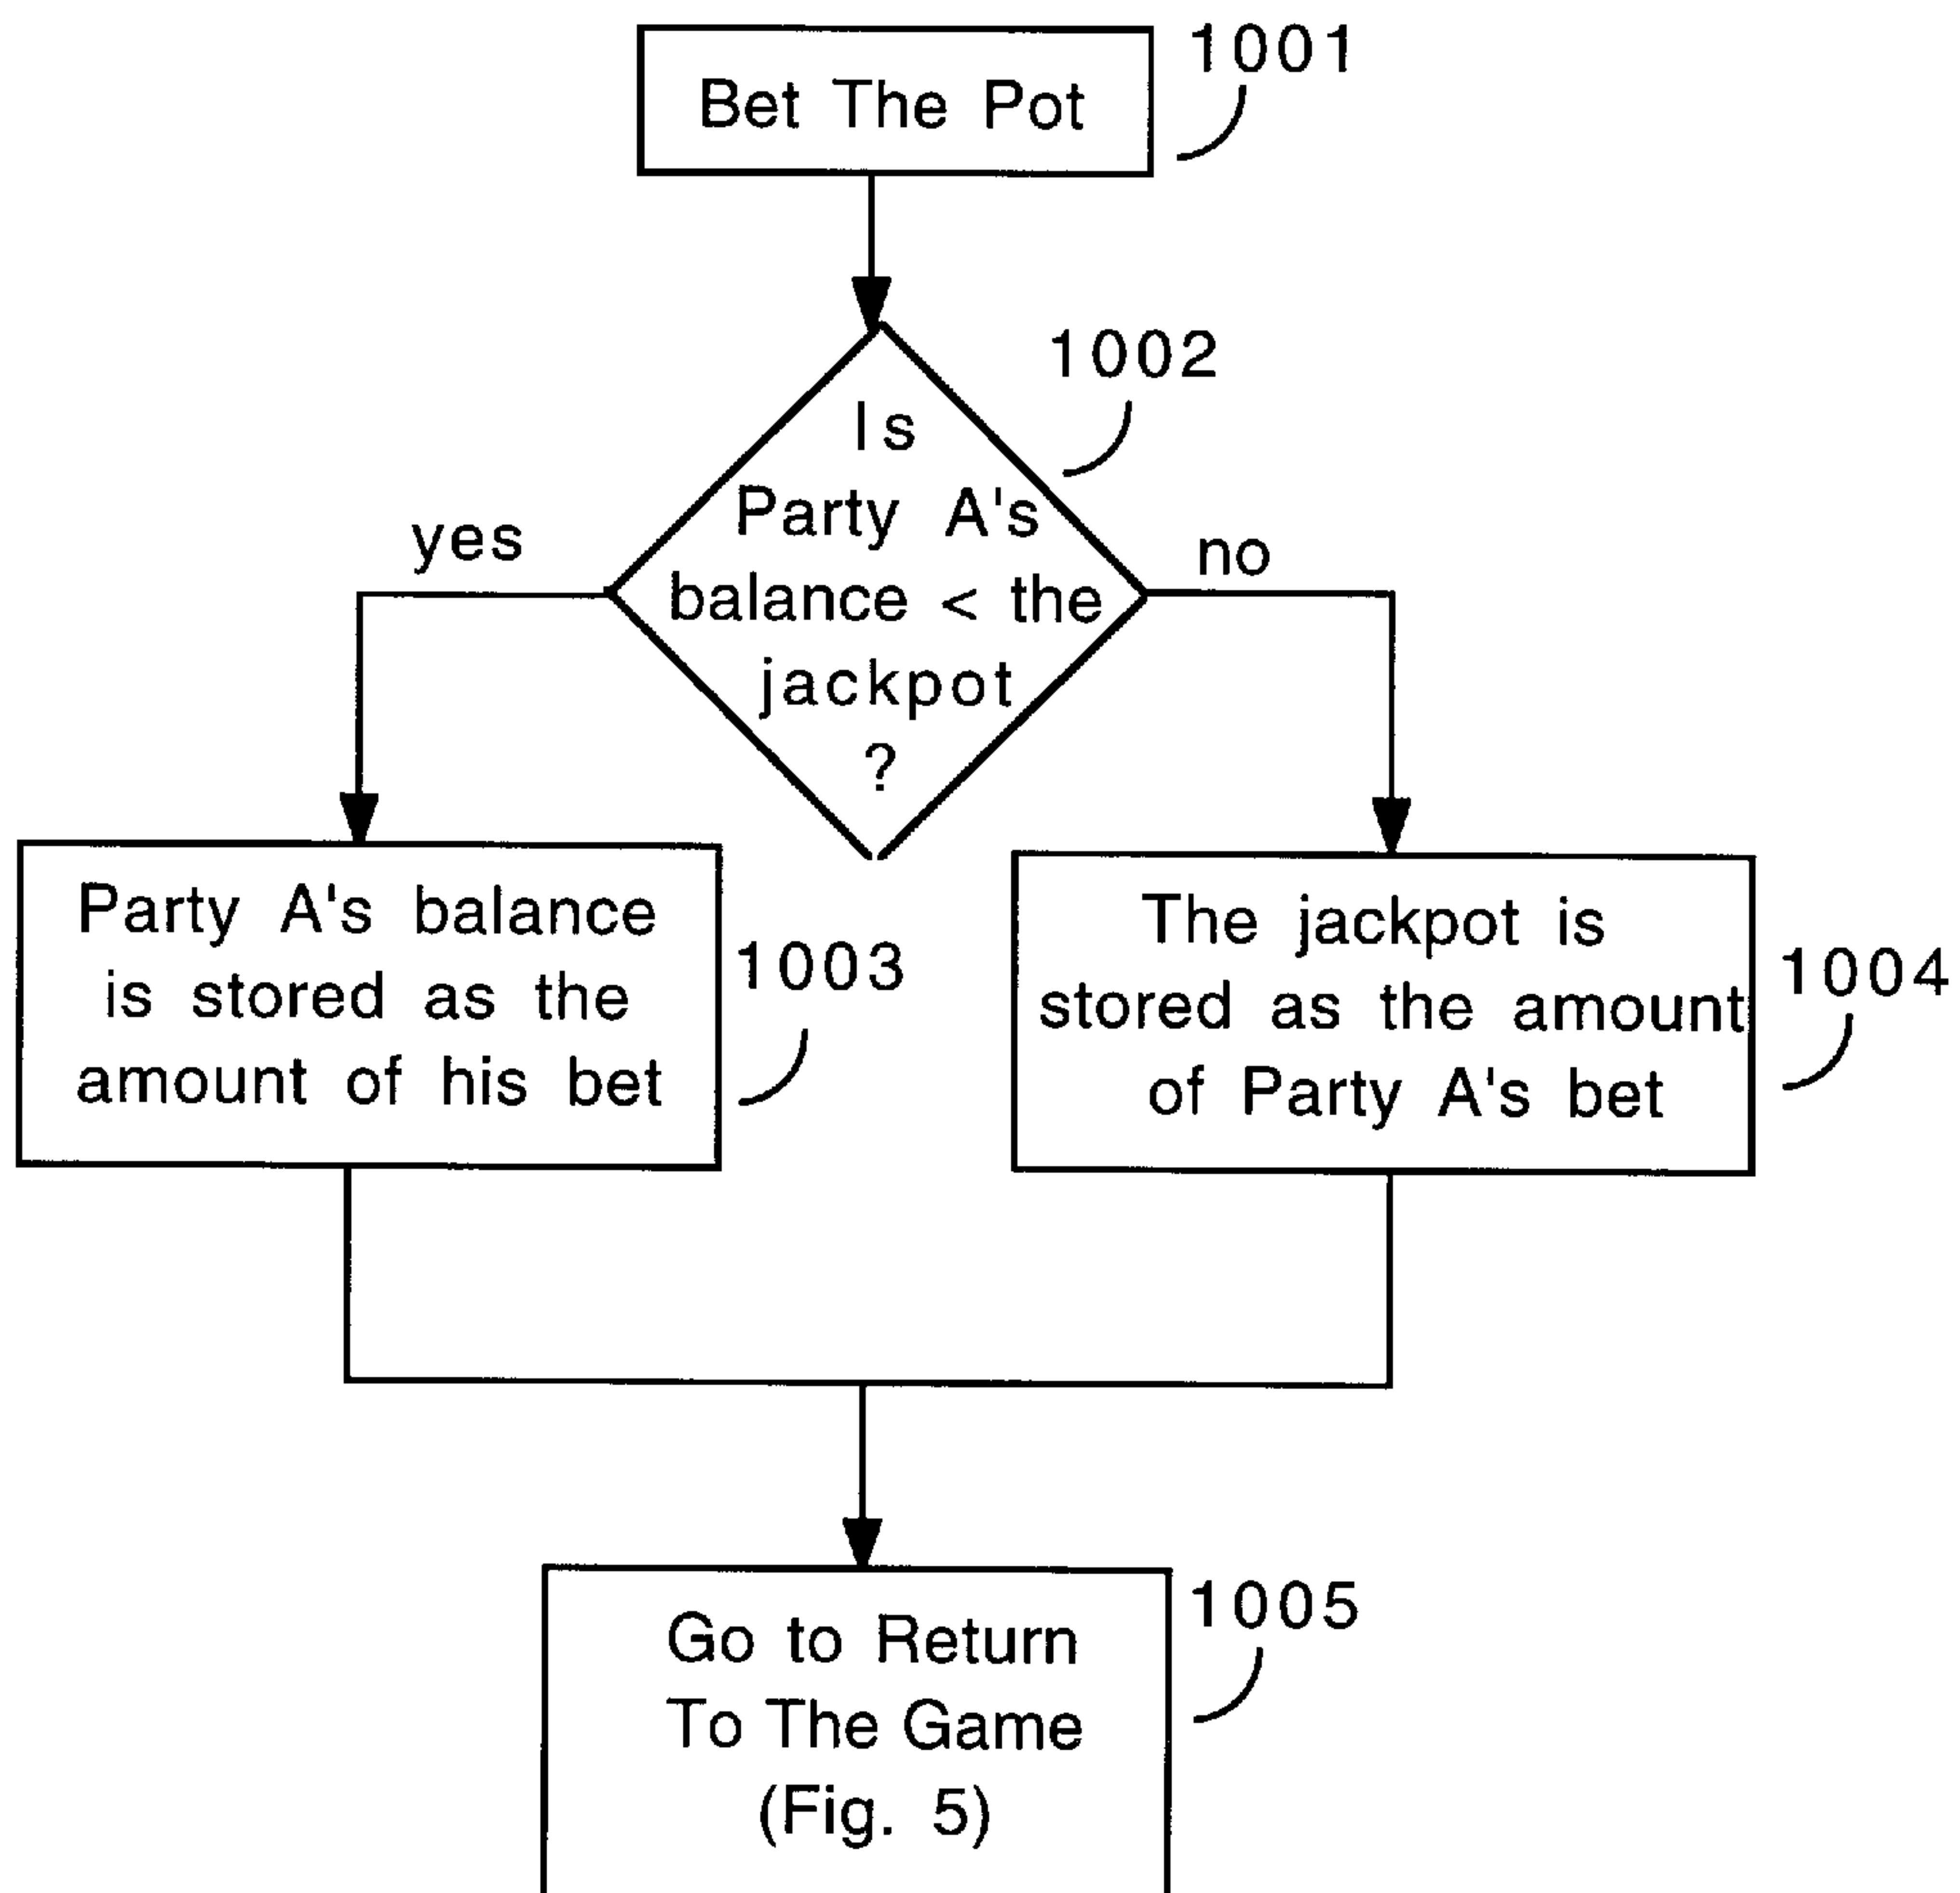 1001
Bet The Pot
1002
Is
Party A's
balance < the
jackpot
?
yes
no
Party A's balance
is stored as the
amount of his bet
1003
The jackpot is
stored as the amount
of Party A's bet
1004
1005
Go to Return
To The Game
(Fig. 5)